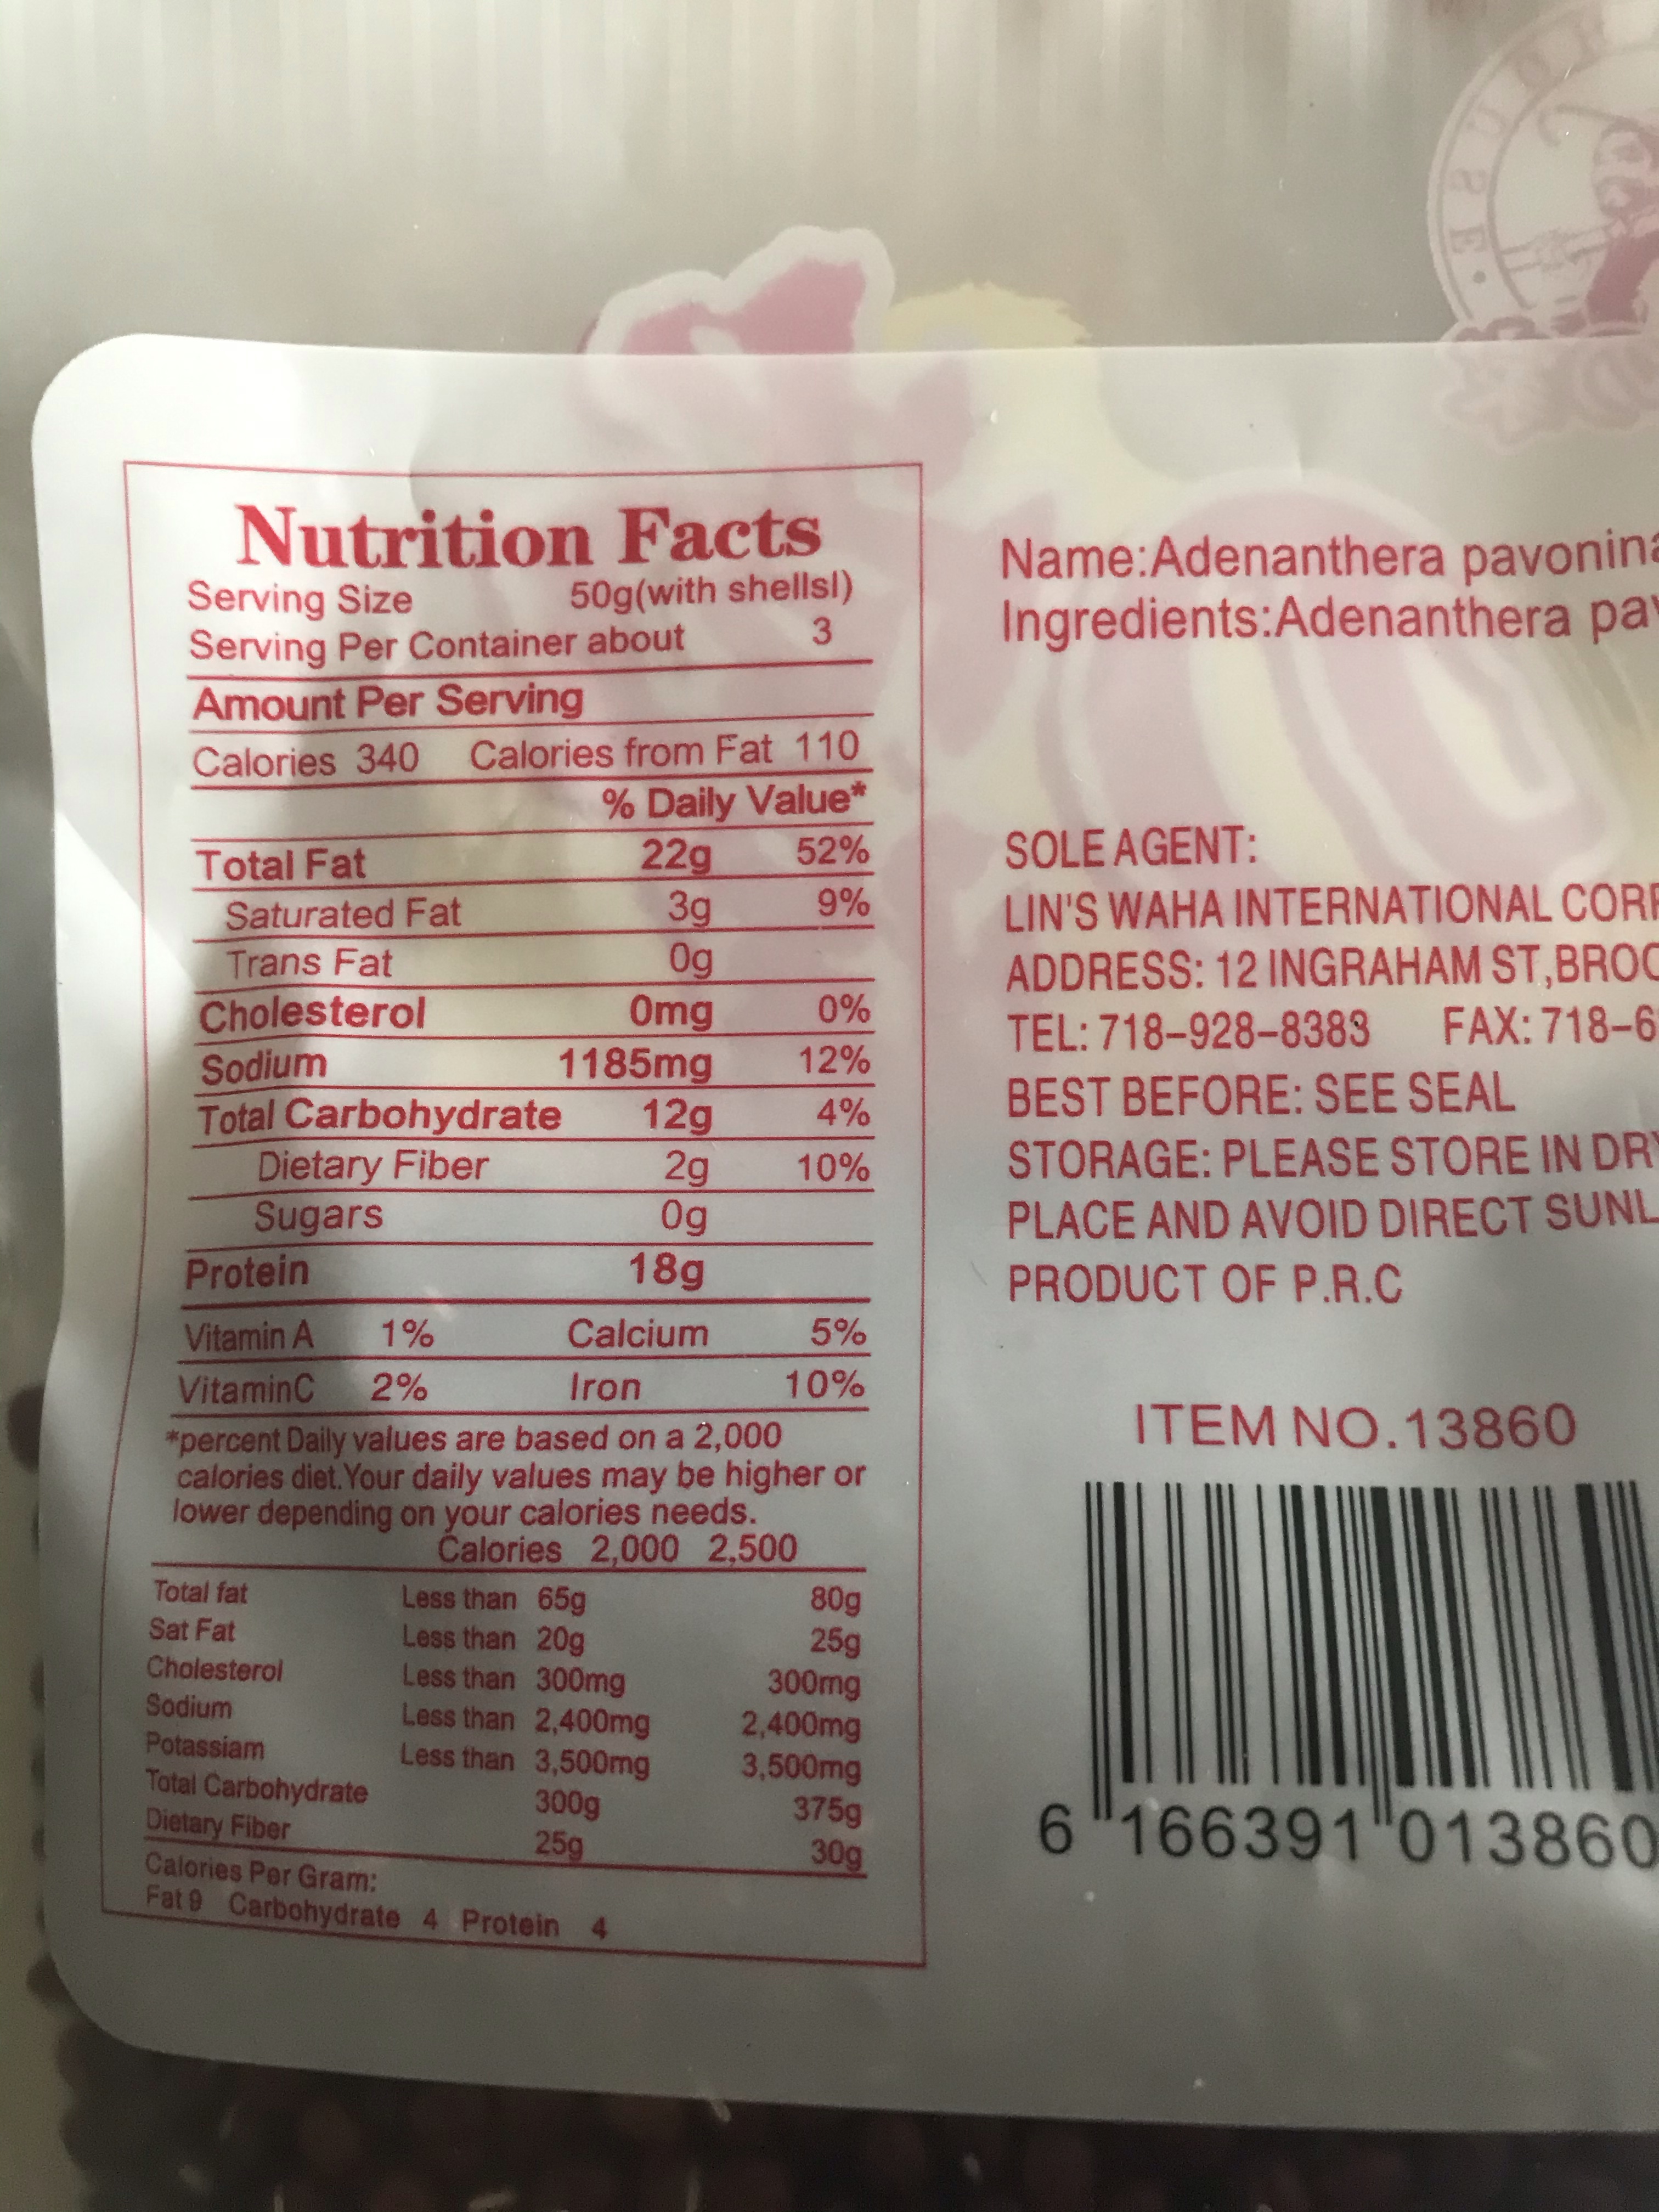 Nutrition Facts
Serving Size 50g(with shellsl)
Serving Per Container about 3
Amount Per Serving
Calories 340 Calories from Fat 110
% Daily Value*
Total Fat 22g 52%
Saturated Fat 3g 9%
Trans Fat 0g
Cholesterol 0mg 0%
Sodium 1185mg 12%
Total Carbohydrate 12g 4%
Dietary Fiber 2g 10%
Sugars 0g
Protein 18g
Vitamin A 1% Calcium 5%
VitaminC 2% Iron 10%
*percent Daily values are based on a 2,000
calories diet.Your daily values may be higher or
lower depending on your calories needs.
Calories 2,000 2,500
Total fat Less than 65g 80g
Sat Fat Less than 20g 25g
Cholesterol Less than 300mg 300mg
Sodium Less than 2,400mg 2,400mg
Potassiam Less than 3,500mg 3,500mg
Total Carbohydrate 300g 375g
Dietary Fiber 25g 30g
Calories Per Gram:
Fat 9 Carbohydrate 4 Protein 4
Name:Adenanthera
Ingredients:Adenanthera
SOLE AGENT:
LIN'S WAHA INTERNATIONAL
ADDRESS: 12 INGRAHAM ST,
TEL: 718-928-8383 FAX: 718-6
BEST BEFORE: SEE SEAL
STORAGE: PLEASE STORE IN
PLACE AND AVOID DIRECT
PRODUCT OF P.R.C
ITEM NO.13860
6 166391 013860